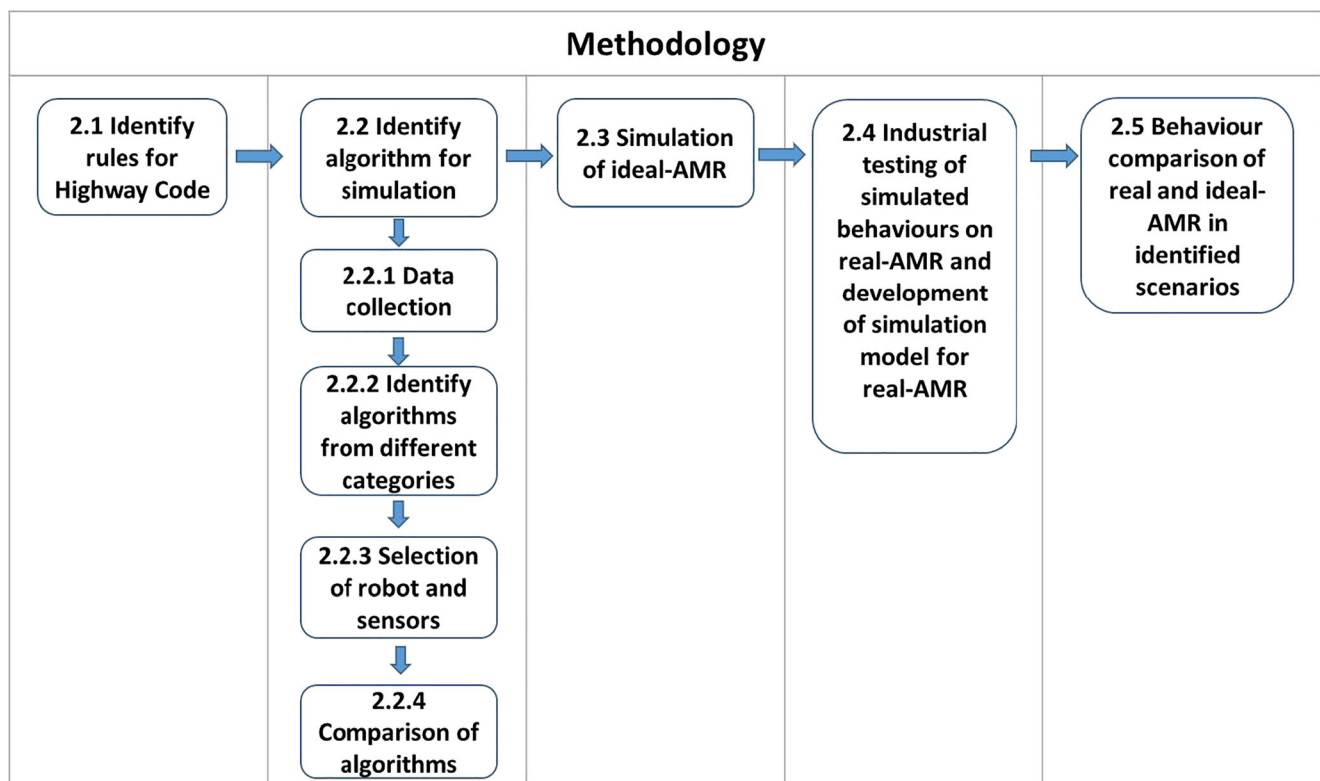 Methodology
2.1 Identify
rules for
Highway Code
2.2 Identify
algorithm for
simulation
2.2.1 Data
collection
2.2.2 Identify
algorithms
from different
categories
2.2.3 Selection
of robot and
sensors
2.2.4
Comparison of
algorithms
2.3 Simulation
of ideal-AMR
2.4 Industrial
testing of
simulated
behaviours on
real-AMR and
development
of simulation
model for
real-AMR
2.5 Behaviour
comparison of
real and ideal-
AMR in
identified
scenarios